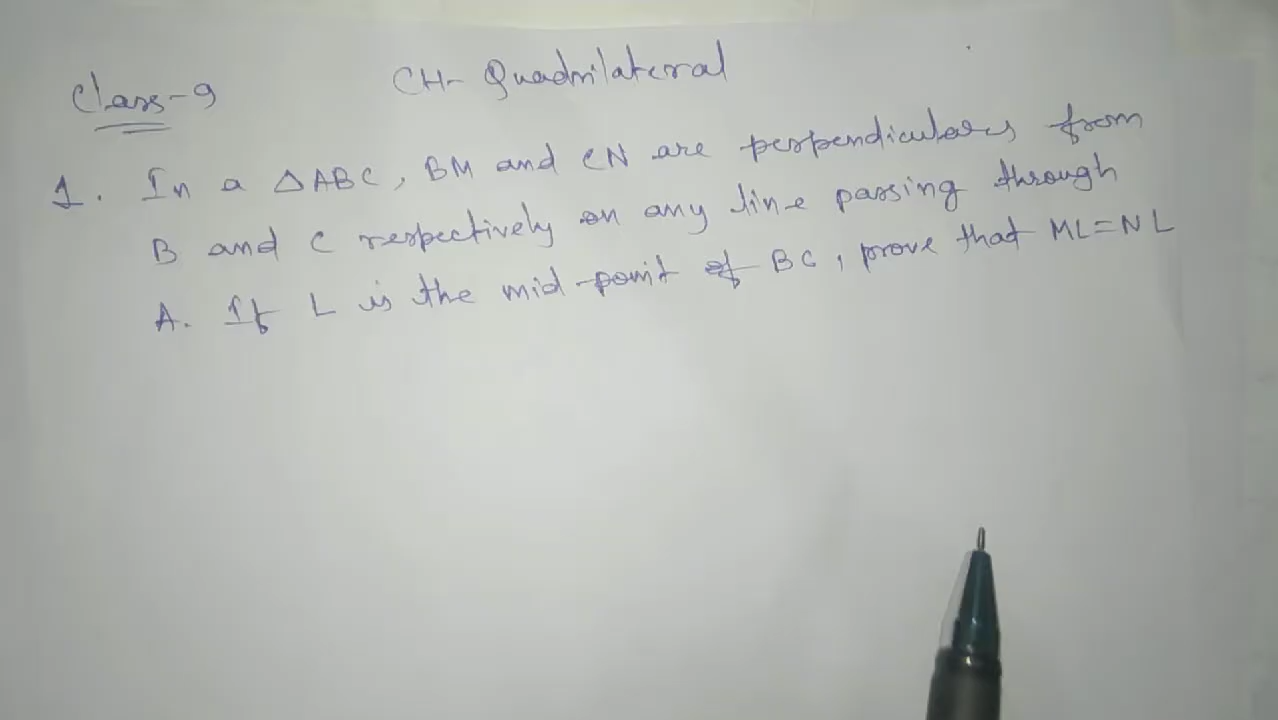 Class-9 CH- Quadrilateral
1. In a △ABC, BM and CN are perpendiculars from
B and C respectively on any line passing through
A. If L is the mid-point of BC, prove that ML=NL